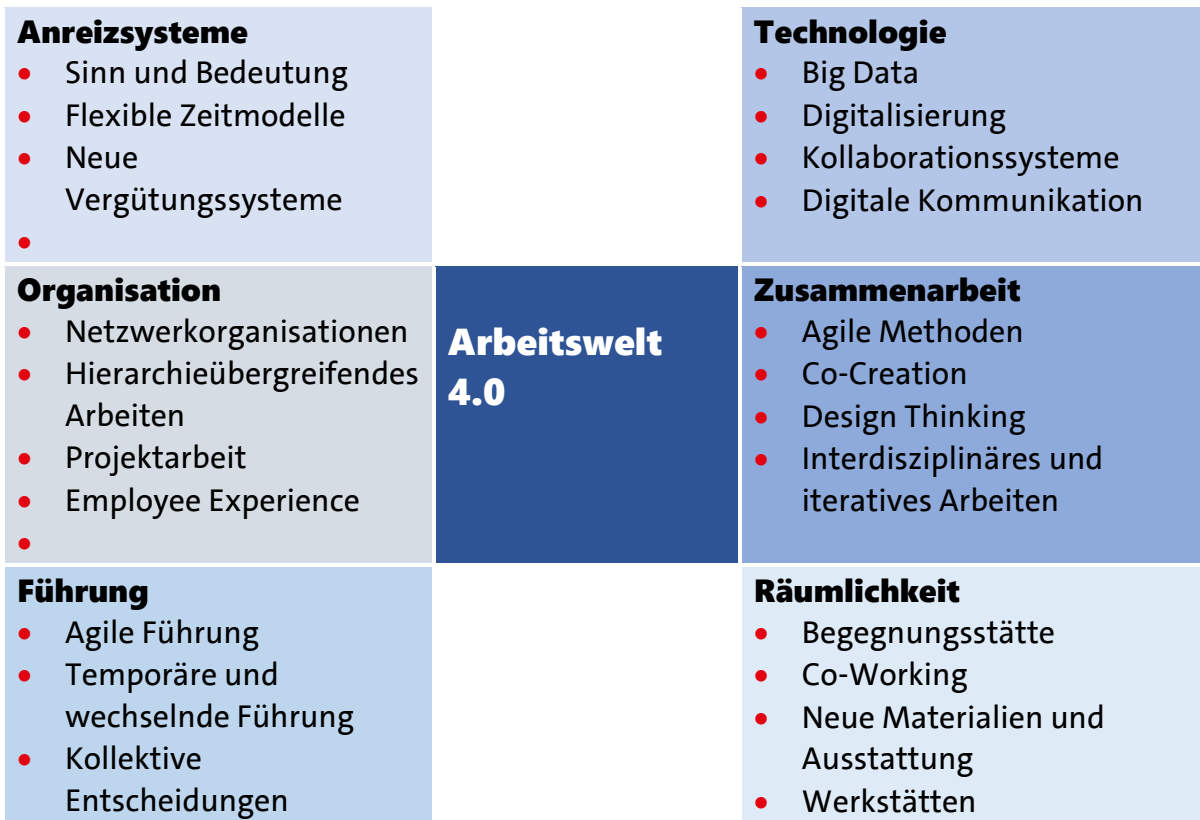 Anreizsysteme
• Sinn und Bedeutung
• Flexible Zeitmodelle
• Neue
Vergütungssysteme
•
Technologie
• Big Data
• Digitalisierung
• Kollaborationssysteme
• Digitale Kommunikation
Organisation
• Netzwerkorganisationen
• Hierarchieübergreifendes
Arbeiten
• Projektarbeit
• Employee Experience
•
Arbeitswelt
4.0
Zusammenarbeit
• Agile Methoden
• Co-Creation
• Design Thinking
• Interdisziplinäres und
iteratives Arbeiten
Führung
• Agile Führung
• Temporäre und
wechselnde Führung
• Kollektive
Entscheidungen
Räumlichkeit
• Begegnungsstätte
• Co-Working
• Neue Materialien und
Ausstattung
• Werkstätten